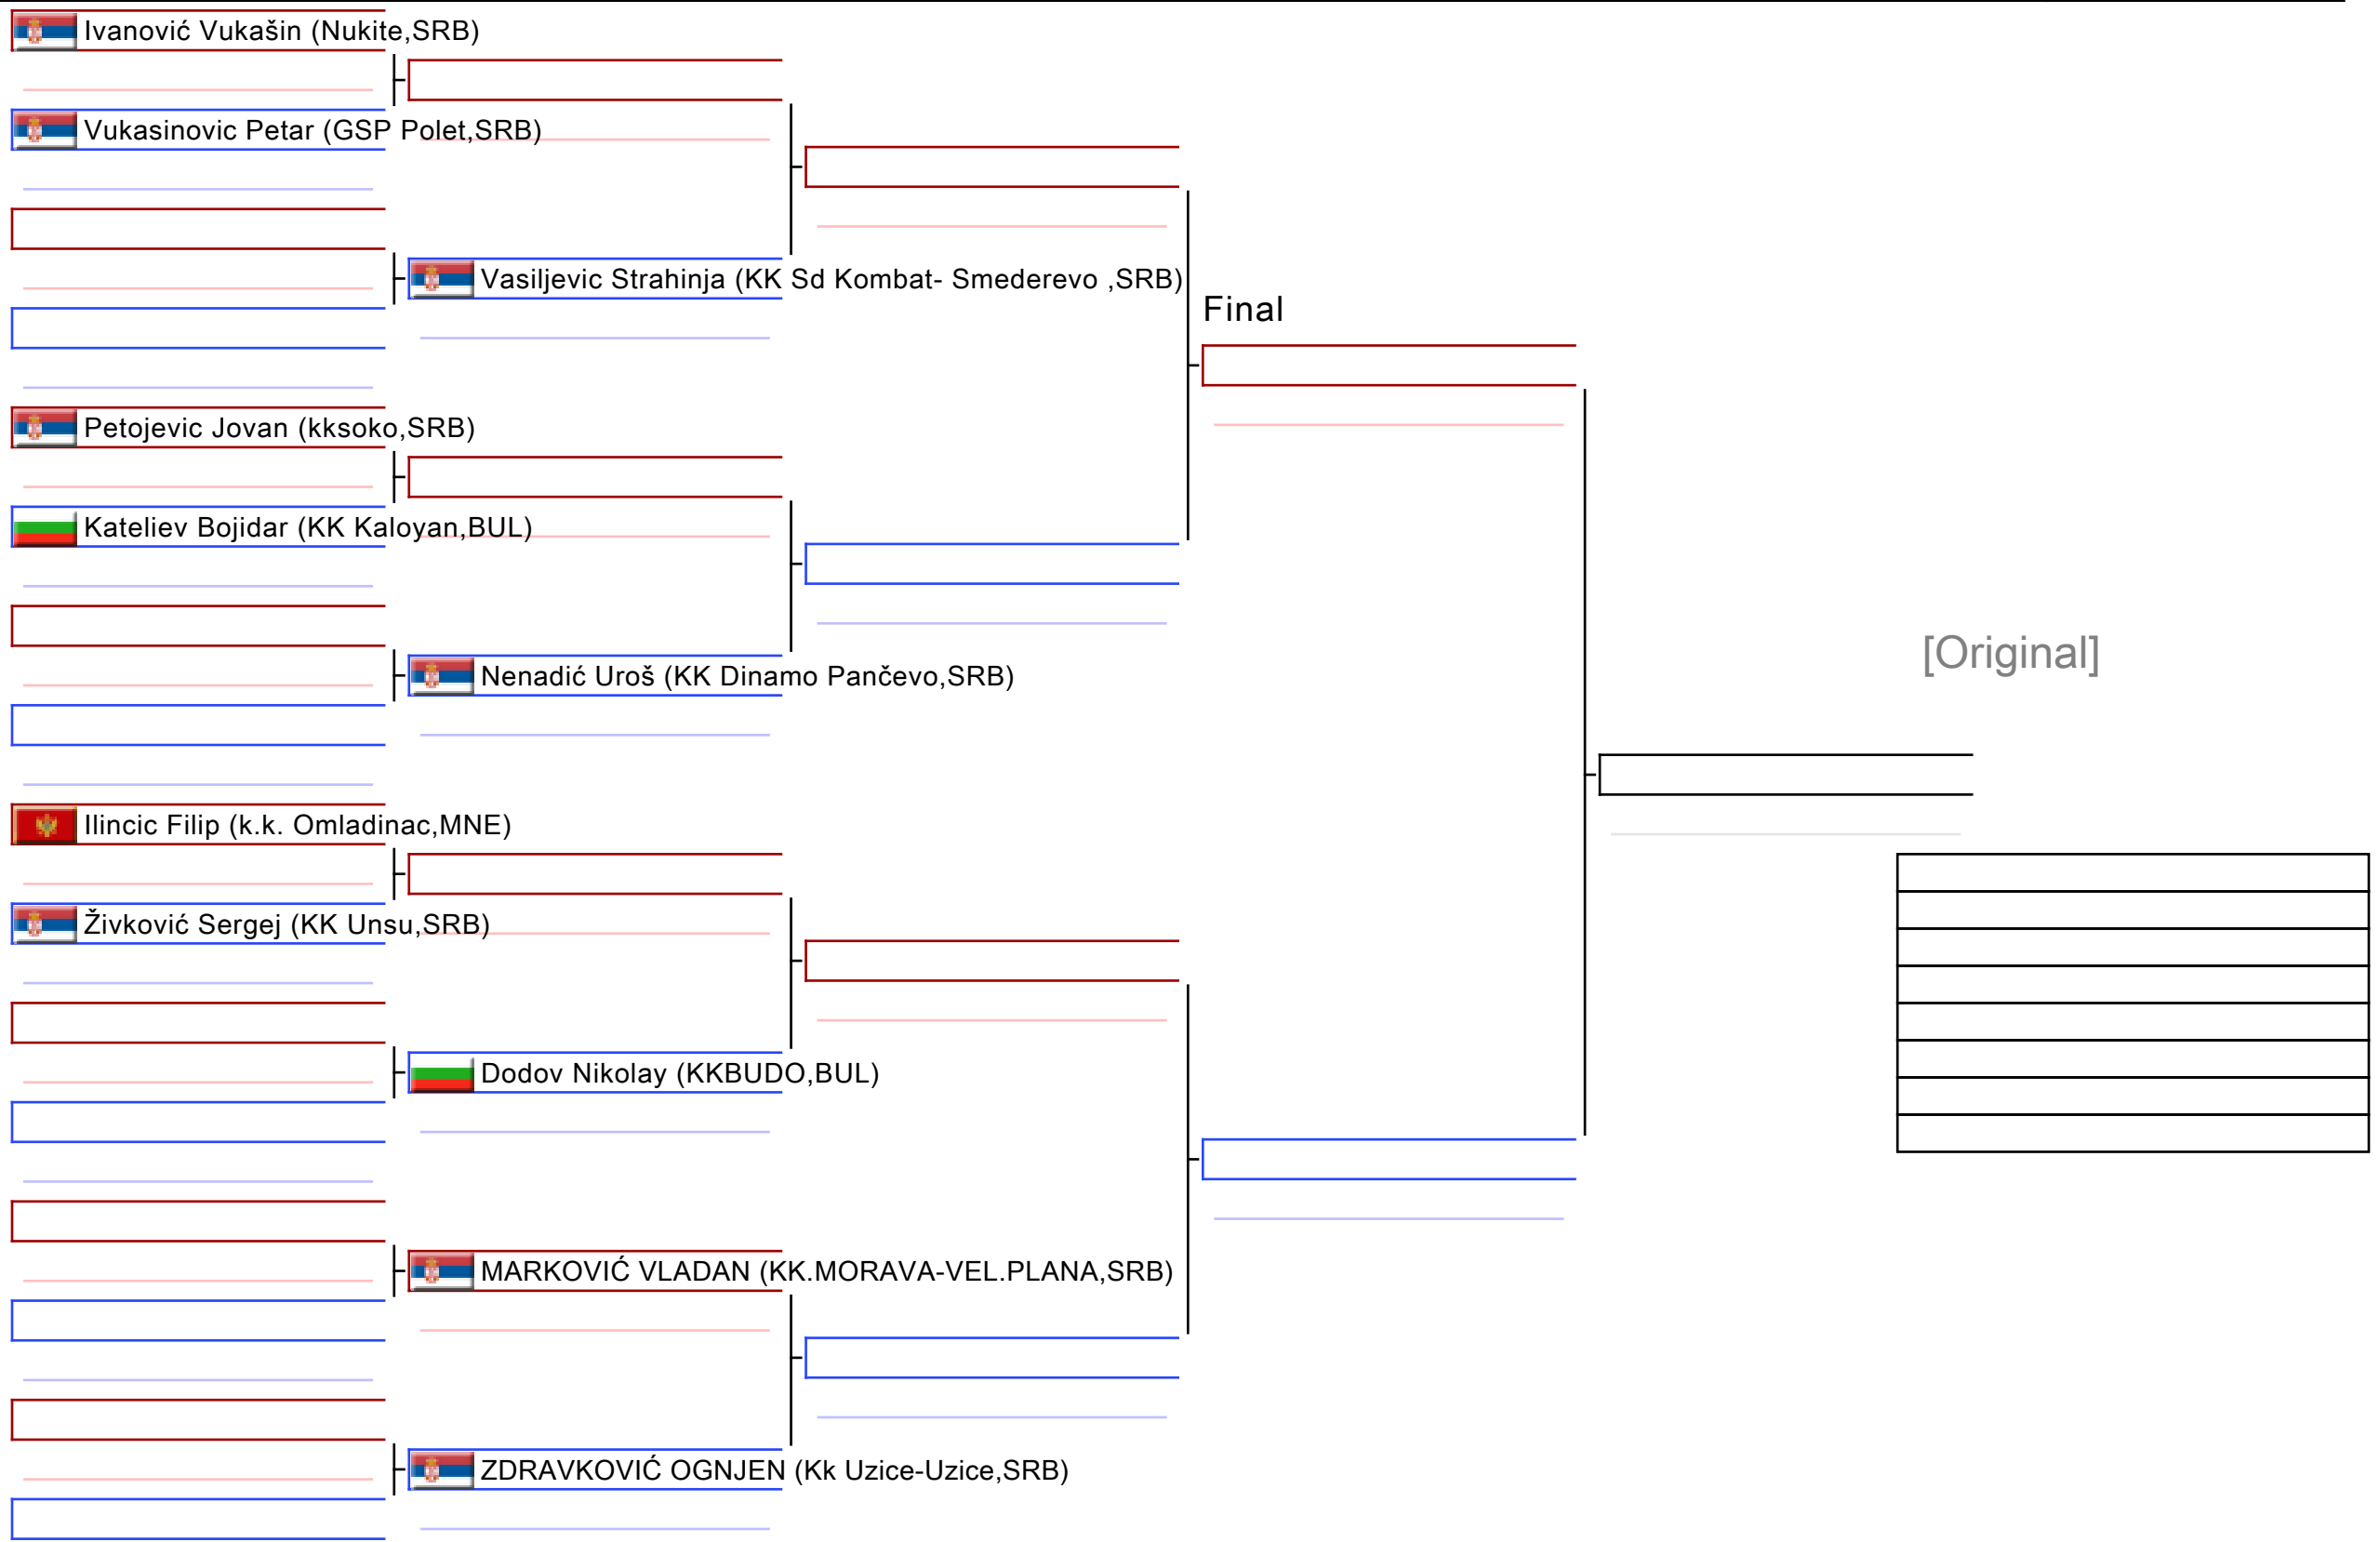 Ivanović Vukašin (Nukite,SRB)
Vukasinovic Petar (GSP Polet,SRB)
Vasiljevic Strahinja (KK Sd Kombat- Smederevo ,SRB)
Final
Petojevic Jovan (kksoko,SRB)
Kateliev Bojidar (KK Kaloyan,BUL)
[Original]
Nenadić Uroš (KK Dinamo Pančevo,SRB)
Ilincic Filip (k.k. Omladinac,MNE)
Živković Sergej (KK Unsu,SRB)
Dodov Nikolay (KKBUDO,BUL)
MARKOVIĆ VLADAN (KK.MORAVA-VEL.PLANA,SRB)
ZDRAVKOVIĆ OGNJEN (Kk Uzice-Uzice,SRB)